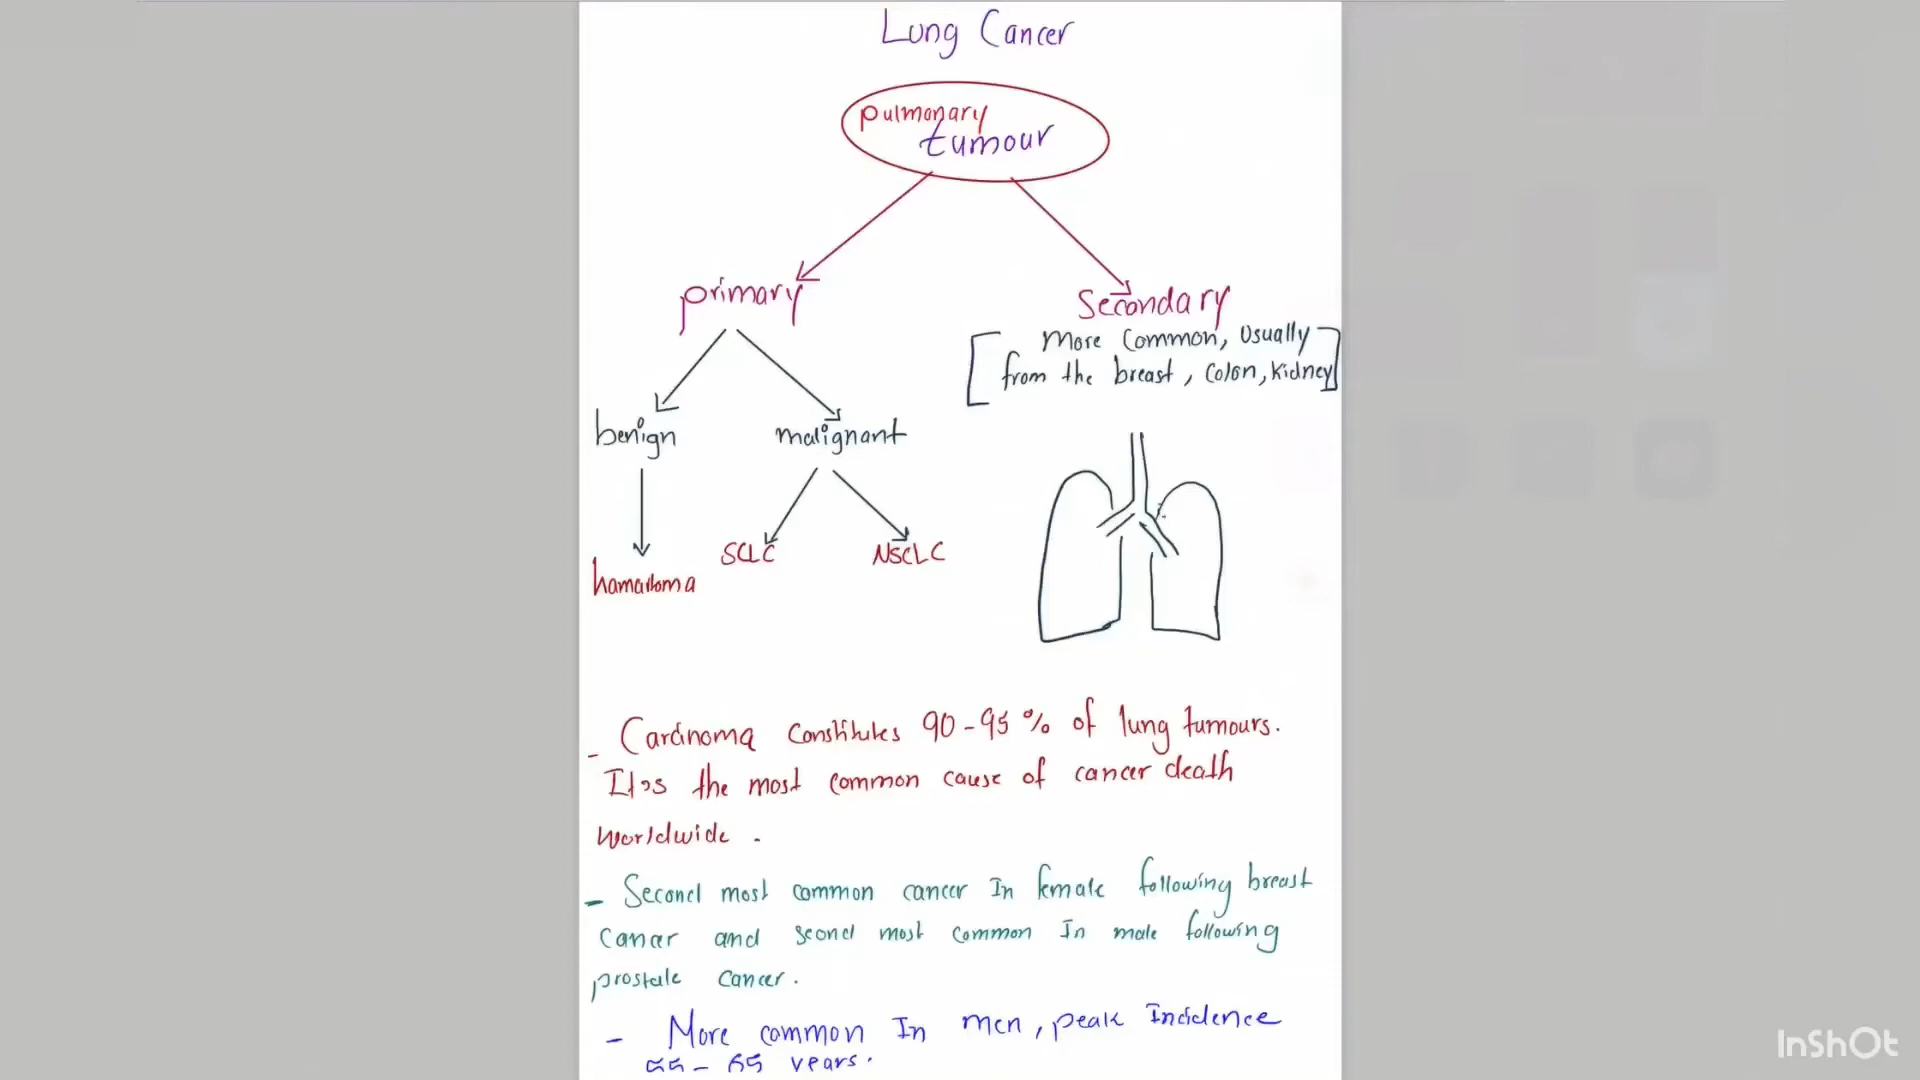 Lung Cancer
pulmonary
tumour
primary
Secondary
[ More Common, Usually
from the breast, Colon, Kidney]
benign
malignant
SCLC
NSCLC
hamartoma
- Carcinoma constitutes 90-95% of lung tumours.
It is the most common cause of cancer death
worldwide.
- Second most common cancer In female following breast
Cancer and second most common In male following
prostate cancer.
- More common In men, peak Incidence
55-65 years.
InShOt